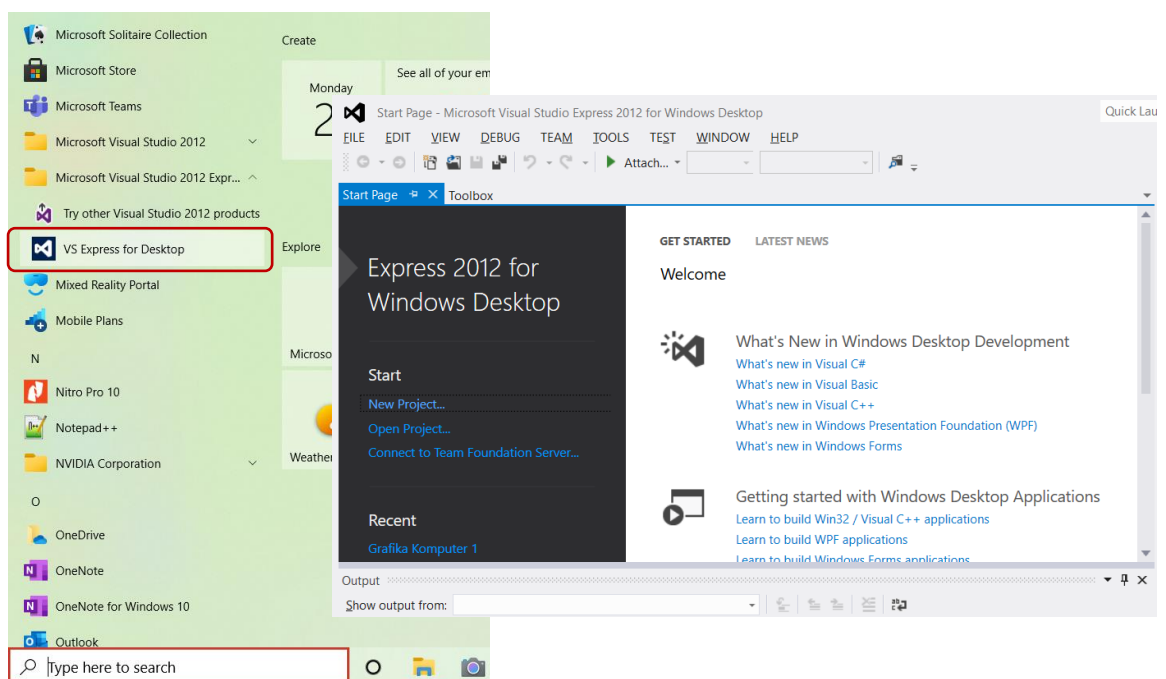 Microsoft Solitaire Collection
Microsoft Store
Microsoft Teams
Microsoft Visual Studio 2012
Microsoft Visual Studio 2012 Expr...
Try other Visual Studio 2012 products
VS Express for Desktop
Mixed Reality Portal
Mobile Plans
N
Nitro Pro 10
Notepad++
NVIDIA Corporation
O
OneDrive
OneNote
OneNote for Windows 10
Outlook
Type here to search
Create
Monday
2
See all of your em
Explore
Microso
Weather
Start Page - Microsoft Visual Studio Express 2012 for Windows Desktop
Quick Lau
FILE EDIT VIEW DEBUG TEAM TOOLS TEST WINDOW HELP
Attach...
Start Page Toolbox
Express 2012 for
Windows Desktop
Start
New Project...
Open Project...
Connect to Team Foundation Server...
Recent
Grafika Komputer 1
GET STARTED LATEST NEWS
Welcome
What's New in Windows Desktop Development
What's new in Visual C#
What's new in Visual Basic
What's new in Visual C++
What's new in Windows Presentation Foundation (WPF)
What's new in Windows Forms
Getting started with Windows Desktop Applications
Learn to build Win32 / Visual C++ applications
Learn to build WPF applications
Learn to build Windows Forms applications
Output
Show output from: